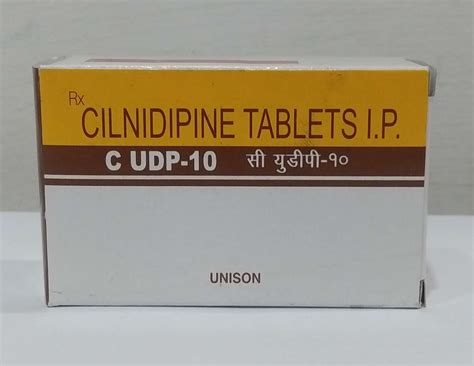 Rx
CILNIDIPINE TABLETS I.P.
C UDP-10 सी युडीपी-१०
UNISON